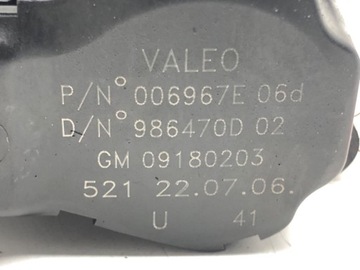 VALEO
P/N° 006967E 06d
D/N° 986470D 02
GM 09180203
521 22.07.06.
U 41